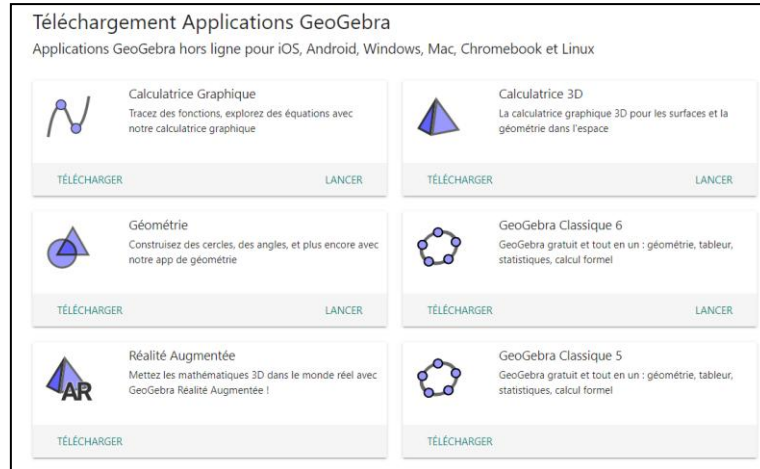 Téléchargement Applications GeoGebra
Applications GeoGebra hors ligne pour iOS, Android, Windows, Mac, Chromebook et Linux
Calculatrice Graphique
Tracez des fonctions, explorez des équations avec
notre calculatrice graphique
TÉLÉCHARGER
LANCER
Calculatrice 3D
La calculatrice graphique 3D pour les surfaces et la
géométrie dans l'espace
TÉLÉCHARGER
LANCER
Géométrie
Construisez des cercles, des angles, et plus encore avec
notre app de géométrie
TÉLÉCHARGER
LANCER
GeoGebra Classique 6
GeoGebra gratuit et tout en un : géométrie, tableur,
statistiques, calcul formel
TÉLÉCHARGER
LANCER
AR
Réalité Augmentée
Mettez les mathématiques 3D dans le monde réel avec
GeoGebra Réalité Augmentée !
TÉLÉCHARGER
GeoGebra Classique 5
GeoGebra gratuit et tout en un : géométrie, tableur,
statistiques, calcul formel
TÉLÉCHARGER